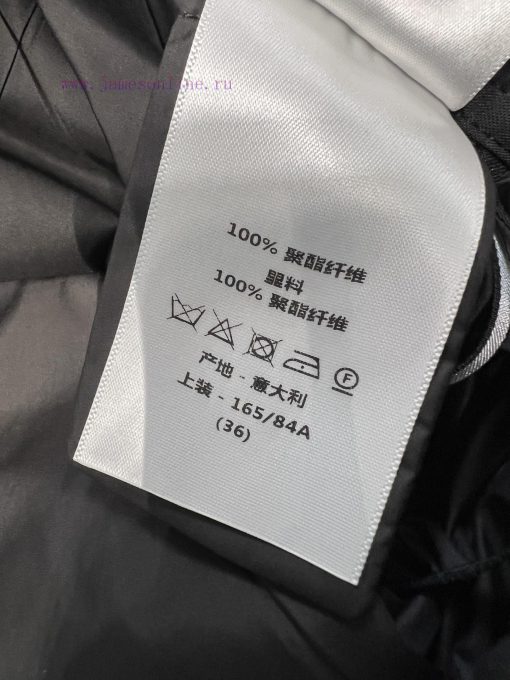 www.jamesonline.ru
100% 聚酯纤维
里料
100% 聚酯纤维
F
产地 - 意大利
上装 - 165/84A
(36)